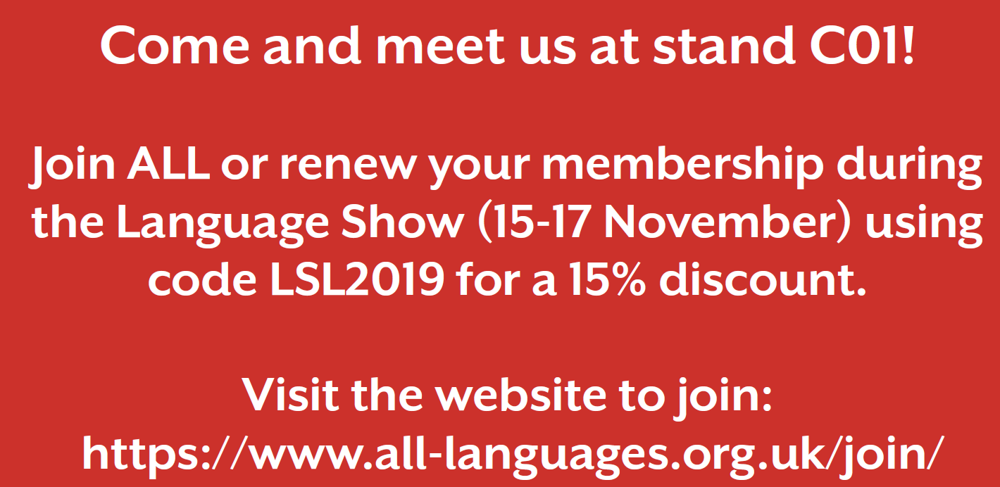 Come and meet us at stand C01!
Join ALL or renew your membership during
the Language Show (15-17 November) using
code LSL2019 for a 15% discount.
Visit the website to join:
https://www.all-languages.org.uk/join/